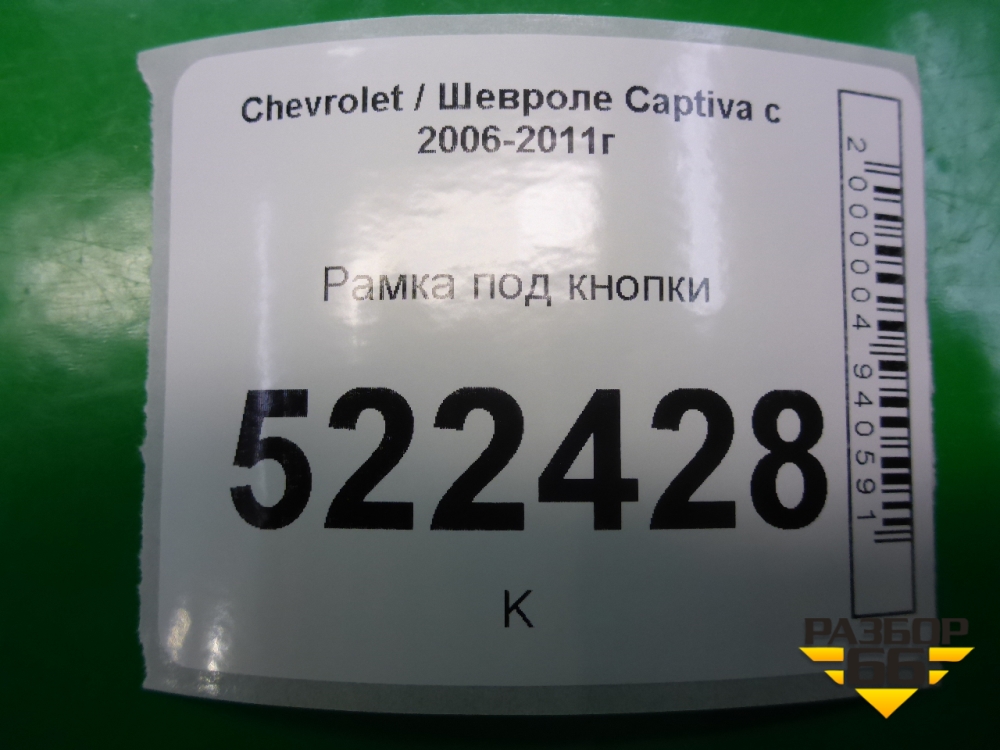 Chevrolet / Шевроле Captiva с
2006-2011г
Рамка под кнопки
522428
К
2000004940591
РАЗБОР
66